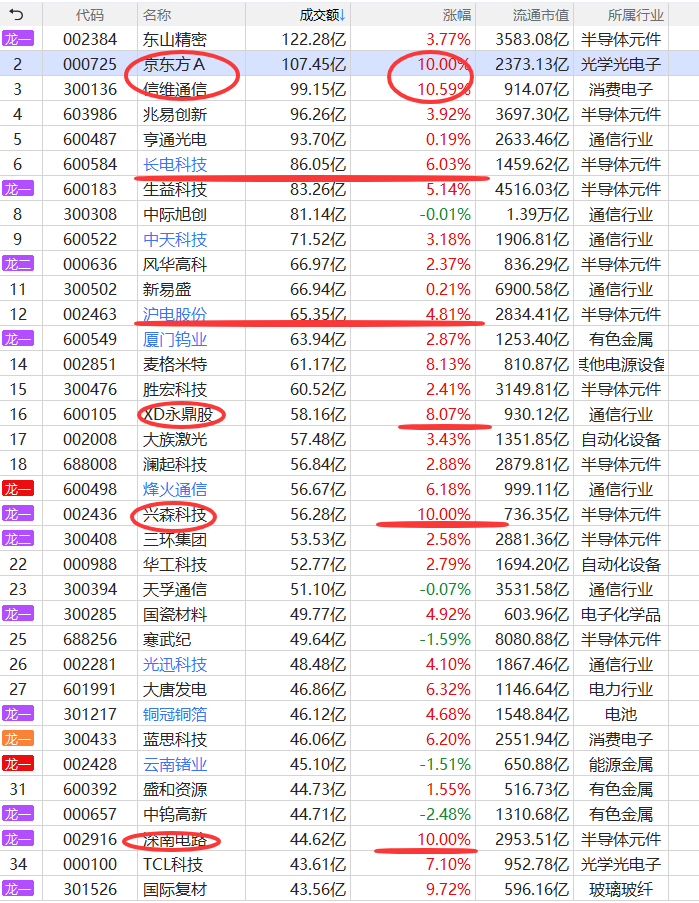 代码 名称 成交额↓ 涨幅 流通市值 所属行业
龙一 002384 东山精密 122.28亿 3.77% 3583.08亿 半导体元件
2 000725 京东方A 107.45亿 10.00% 2373.13亿 光学光电子
3 300136 信维通信 99.15亿 10.59% 914.07亿 消费电子
4 603986 兆易创新 96.26亿 3.92% 3697.30亿 半导体元件
5 600487 亨通光电 93.70亿 0.19% 2633.46亿 通信行业
6 600584 长电科技 86.05亿 6.03% 1459.62亿 半导体元件
龙一 600183 生益科技 83.26亿 5.14% 4516.03亿 半导体元件
8 300308 中际旭创 81.14亿 -0.01% 1.39万亿 通信行业
9 600522 中天科技 71.52亿 3.18% 1906.81亿 通信行业
龙二 000636 风华高科 66.97亿 2.37% 836.29亿 半导体元件
11 300502 新易盛 66.94亿 0.21% 6900.58亿 通信行业
12 002463 沪电股份 65.35亿 4.81% 2834.41亿 半导体元件
龙一 600549 厦门钨业 63.94亿 2.87% 1253.40亿 有色金属
14 002851 麦格米特 61.17亿 8.13% 810.87亿 其他电源设备
15 300476 胜宏科技 60.52亿 2.41% 3149.81亿 半导体元件
16 600105 XD永鼎股 58.16亿 8.07% 930.12亿 通信行业
17 002008 大族激光 57.48亿 3.43% 1351.85亿 自动化设备
18 688008 澜起科技 56.84亿 2.88% 2879.81亿 半导体元件
龙一 600498 烽火通信 56.67亿 6.18% 999.11亿 通信行业
龙一 002436 兴森科技 56.28亿 10.00% 736.35亿 半导体元件
龙一 300408 三环集团 53.53亿 2.58% 2881.36亿 半导体元件
22 000988 华工科技 52.77亿 2.79% 1694.20亿 自动化设备
23 300394 天孚通信 51.10亿 -0.07% 3531.58亿 通信行业
龙一 300285 国瓷材料 49.77亿 4.92% 603.96亿 电子化学品
25 688256 寒武纪 49.64亿 -1.59% 8080.88亿 半导体元件
26 002281 光迅科技 48.48亿 4.10% 1867.46亿 通信行业
27 601991 大唐发电 46.86亿 6.32% 1146.64亿 电力行业
龙一 301217 铜冠铜箔 46.12亿 4.68% 1548.84亿 电池
龙一 300433 蓝思科技 46.06亿 6.20% 2551.94亿 消费电子
龙一 002428 云南锗业 45.10亿 -1.51% 650.88亿 能源金属
31 600392 盛和资源 44.73亿 1.55% 516.73亿 有色金属
龙一 000657 中钨高新 44.71亿 -2.48% 1310.68亿 有色金属
龙一 002916 深南电路 44.62亿 10.00% 2953.51亿 半导体元件
34 000100 TCL科技 43.61亿 7.10% 952.78亿 光学光电子
龙一 301526 国际复材 43.56亿 9.72% 596.16亿 玻璃玻纤